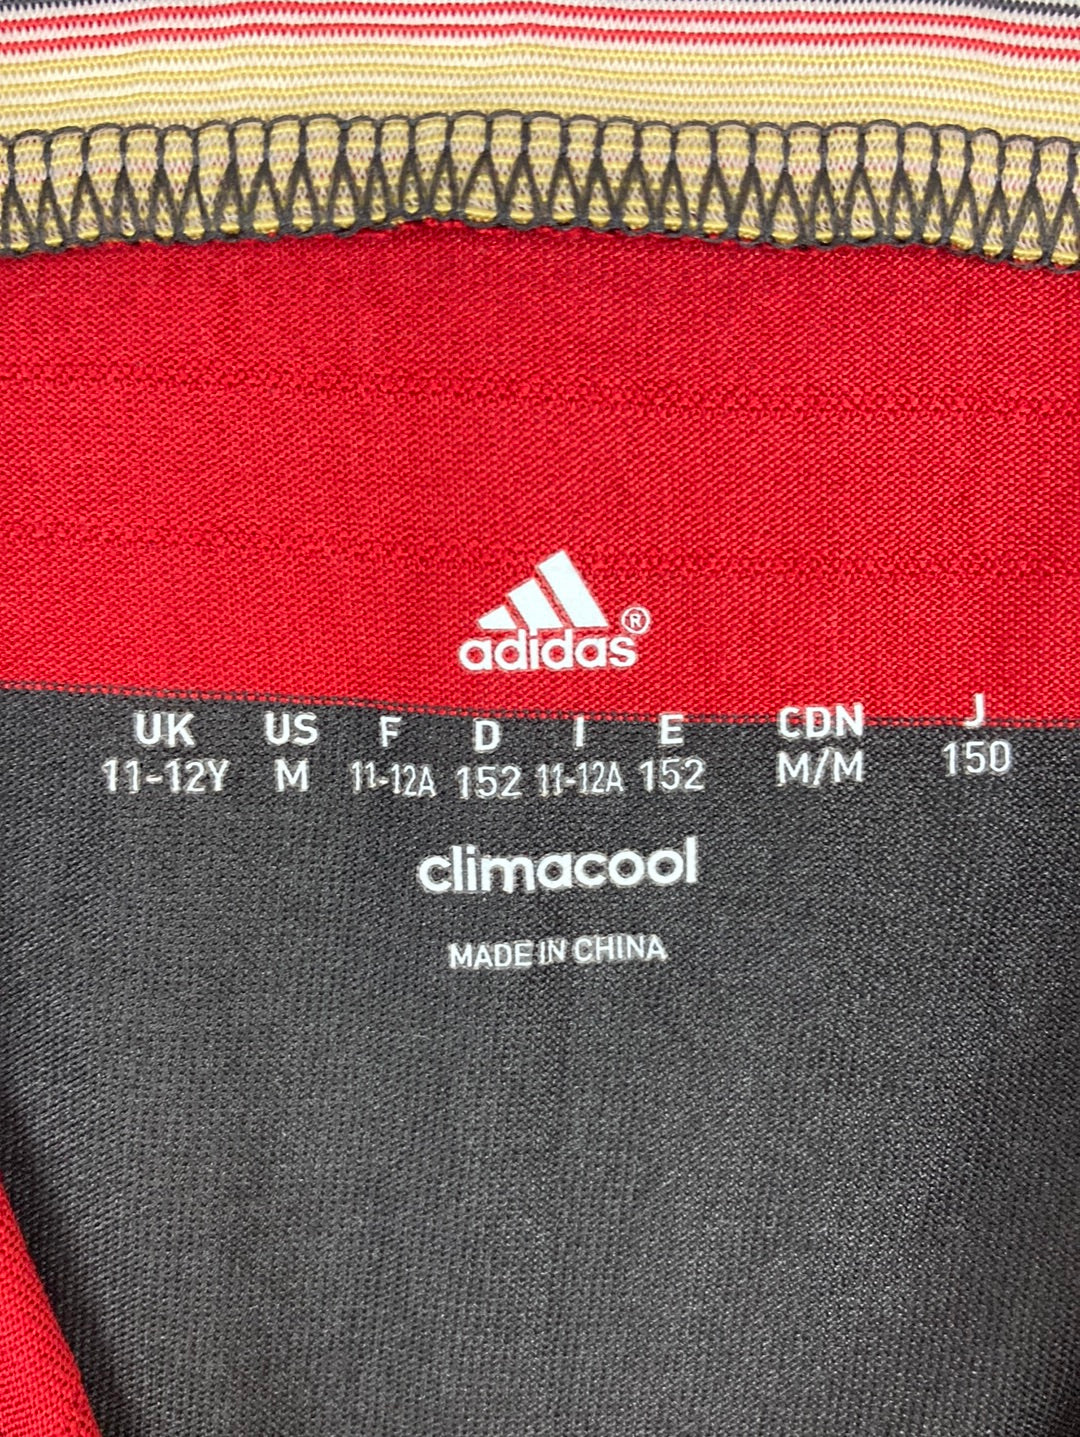 adidas®
UK US F D I E CDN J
11-12Y M 11-12A 152 11-12A 152 M/M 150
climacool
MADE IN CHINA